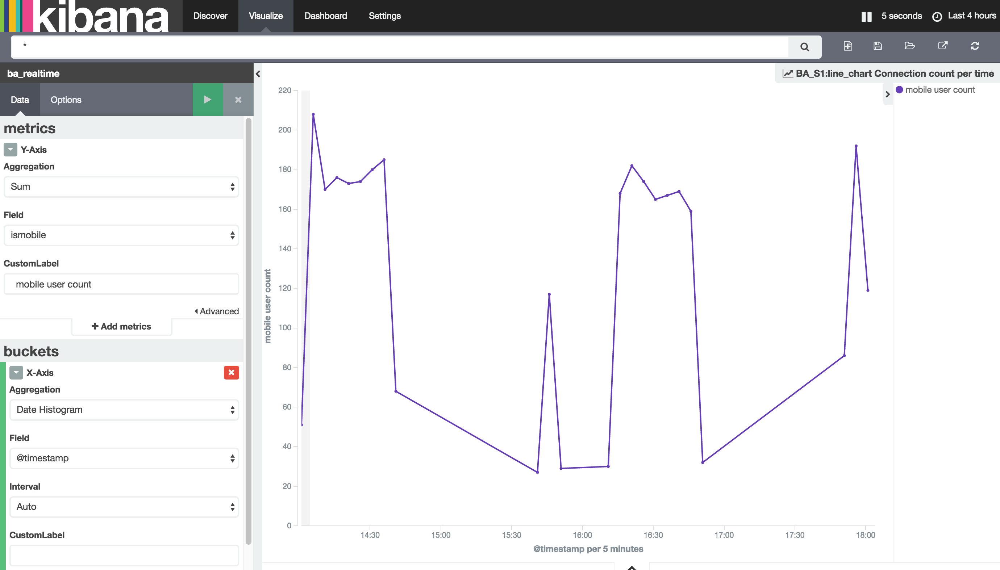 kibana
Discover
Visualize
Dashboard
Settings
5 seconds
Last 4 hours
*
ba_realtime
BA_S1:line_chart Connection count per time
Data
Options
metrics
Y-Axis
Aggregation
Sum
Field
ismobile
CustomLabel
mobile user count
Advanced
Add metrics
buckets
X-Axis
Aggregation
Date Histogram
Field
@timestamp
Interval
Auto
CustomLabel
mobile user count
220
200
180
160
140
120
100
80
60
40
20
0
mobile user count
14:30
15:00
15:30
16:00
16:30
17:00
17:30
18:00
@timestamp per 5 minutes